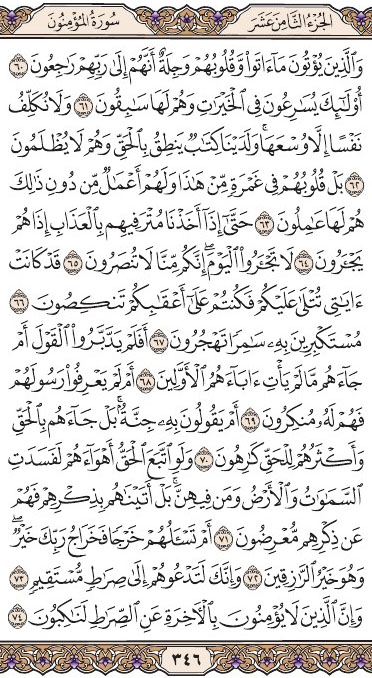 الجزء الثامن عشر سورة المؤمنون
وَالَّذِينَ يُؤْتُونَ مَا ءَاتَوا وَّقُلُوبُهُمْ وَجِلَةٌ أَنَّهُمْ إِلَىٰ رَبِّهِمْ رَٰجِعُونَ ٦٠
أُو۟لَٰٓئِكَ يُسَٰرِعُونَ فِى ٱلْخَيْرَٰتِ وَهُمْ لَهَا سَٰبِقُونَ ٦١ وَلَا نُكَلِّفُ
نَفْسًا إِلَّا وُسْعَهَا ۖ وَلَدَيْنَا كِتَٰبٌ يَنطِقُ بِٱلْحَقِّ وَهُمْ لَا يُظْلَمُونَ
٦٢ بَلْ قُلُوبُهُمْ فِى غَمْرَةٍ مِّنْ هَٰذَا وَلَهُمْ أَعْمَٰلٌ مِّن دُونِ ذَٰلِكَ
هُمْ لَهَا عَٰمِلُونَ ٦٣ حَتَّىٰٓ إِذَآ أَخَذْنَا مُتْرَفِيهِم بِٱلْعَذَابِ إِذَا هُمْ
يَجْـَٔرُونَ ٦٤ لَا تَجْـَٔرُوا۟ ٱلْيَوْمَ ۖ إِنَّكُم مِّنَّا لَا تُنصَرُونَ ٦٥ قَدْ كَانَتْ
ءَايَٰتِى تُتْلَىٰ عَلَيْكُمْ فَكُنتُمْ عَلَىٰٓ أَعْقَٰبِكُمْ تَنكِصُونَ ٦٦
مُسْتَكْبِرِينَ بِهِۦ سَٰمِرًا تَهْجُرُونَ ٦٧ أَفَلَمْ يَدَّبَّرُوا۟ ٱلْقَوْلَ أَمْ
جَآءَهُم مَّا لَمْ يَأْتِ ءَابَآءَهُمُ ٱلْأَوَّلِينَ ٦٨ أَمْ لَمْ يَعْرِفُوا۟ رَسُولَهُمْ
فَهُمْ لَهُۥ مُنكِرُونَ ٦٩ أَمْ يَقُولُونَ بِهِۦ جِنَّةٌۢ ۚ بَلْ جَآءَهُم بِٱلْحَقِّ
وَأَكْثَرُهُمْ لِلْحَقِّ كَٰرِهُونَ ٧٠ وَلَوِ ٱتَّبَعَ ٱلْحَقُّ أَهْوَآءَهُمْ لَفَسَدَتِ
ٱلسَّمَٰوَٰتُ وَٱلْأَرْضُ وَمَن فِيهِنَّ ۚ بَلْ أَتَيْنَٰهُم بِذِكْرِهِمْ فَهُمْ
عَن ذِكْرِهِم مُّعْرِضُونَ ٧١ أَمْ تَسْـَٔلُهُمْ خَرْجًا فَخَرَاجُ رَبِّكَ خَيْرٌ ۖ
وَهُوَ خَيْرُ ٱلرَّٰزِقِينَ ٧٢ وَإِنَّكَ لَتَدْعُوهُمْ إِلَىٰ صِرَٰطٍ مُّسْتَقِيمٍ ٧٣
وَإِنَّ ٱلَّذِينَ لَا يُؤْمِنُونَ بِٱلْأَخِرَةِ عَنِ ٱلصِّرَٰطِ لَنَٰكِبُونَ ٧٤
٣٤٦